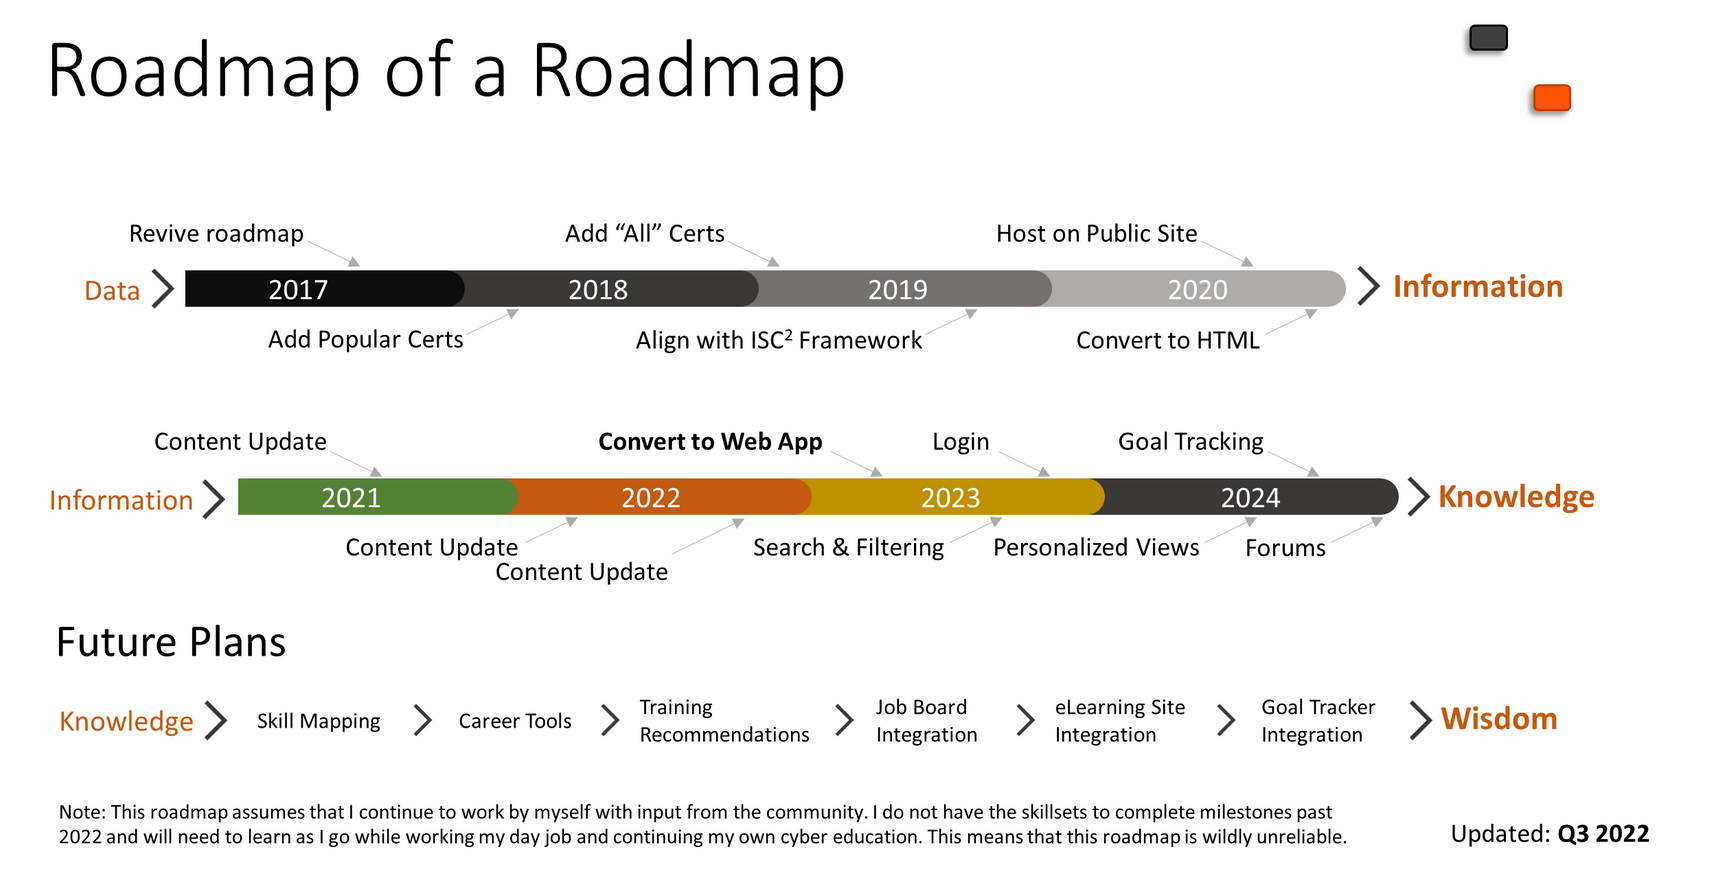 Roadmap of a Roadmap
Revive roadmap
Add “All” Certs
Host on Public Site
Data
2017
2018
2019
2020
Information
Add Popular Certs
Align with ISC² Framework
Convert to HTML
Content Update
Convert to Web App
Login
Goal Tracking
Information
2021
2022
2023
2024
Knowledge
Content Update
Content Update
Search & Filtering
Personalized Views
Forums
Future Plans
Knowledge
Skill Mapping
Career Tools
Training
Recommendations
Job Board
Integration
eLearning Site
Integration
Goal Tracker
Integration
Wisdom
Note: This roadmap assumes that I continue to work by myself with input from the community. I do not have the skillsets to complete milestones past
2022 and will need to learn as I go while working my day job and continuing my own cyber education. This means that this roadmap is wildly unreliable.
Updated: Q3 2022